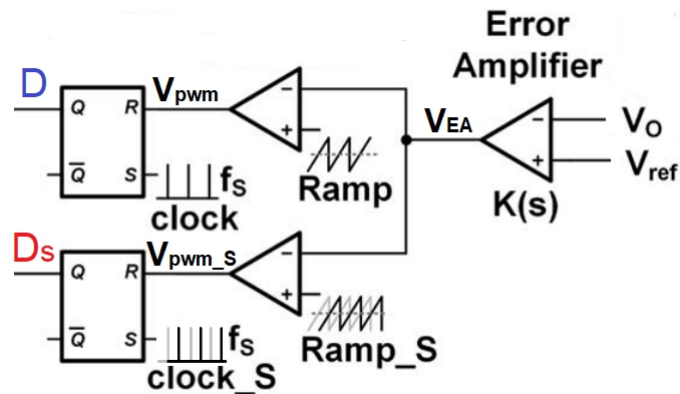 Error
Amplifier
D
Q
R
Vpwm
−
+
VEA
−
+
VO
Vref
Q̅
S
fS
clock
Ramp
K(s)
Ds
Q
R
Vpwm_S
−
+
Q̅
S
fS
clock_S
Ramp_S